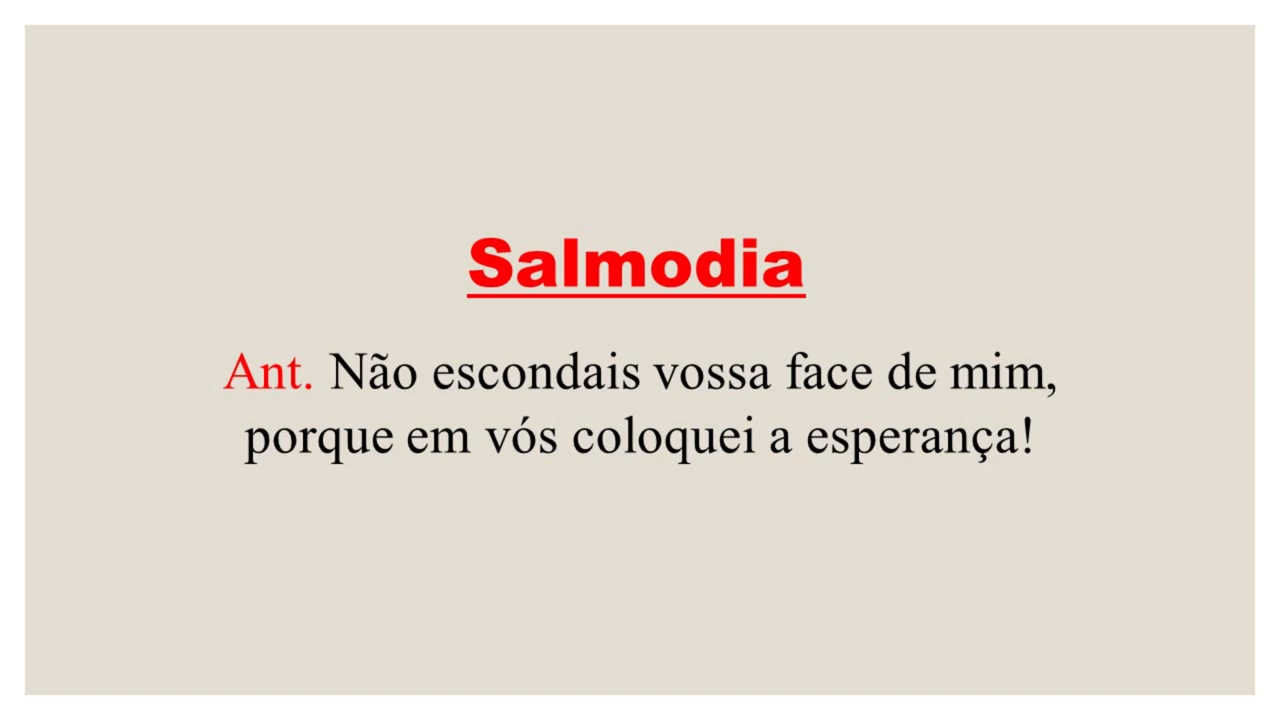 Salmodia
Ant. Não escondais vossa face de mim,
porque em vós coloquei a esperança!